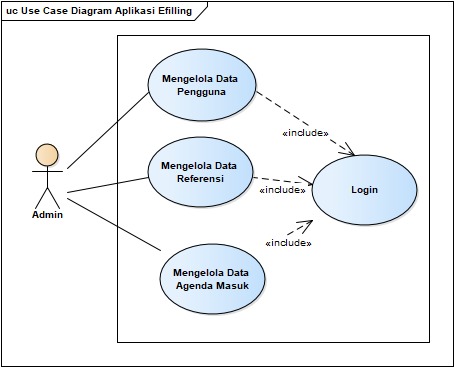 uc Use Case Diagram Aplikasi Efilling
Mengelola Data
Pengguna
«include»
Mengelola Data
Referensi
«include»
Login
Admin
«include»
Mengelola Data
Agenda Masuk